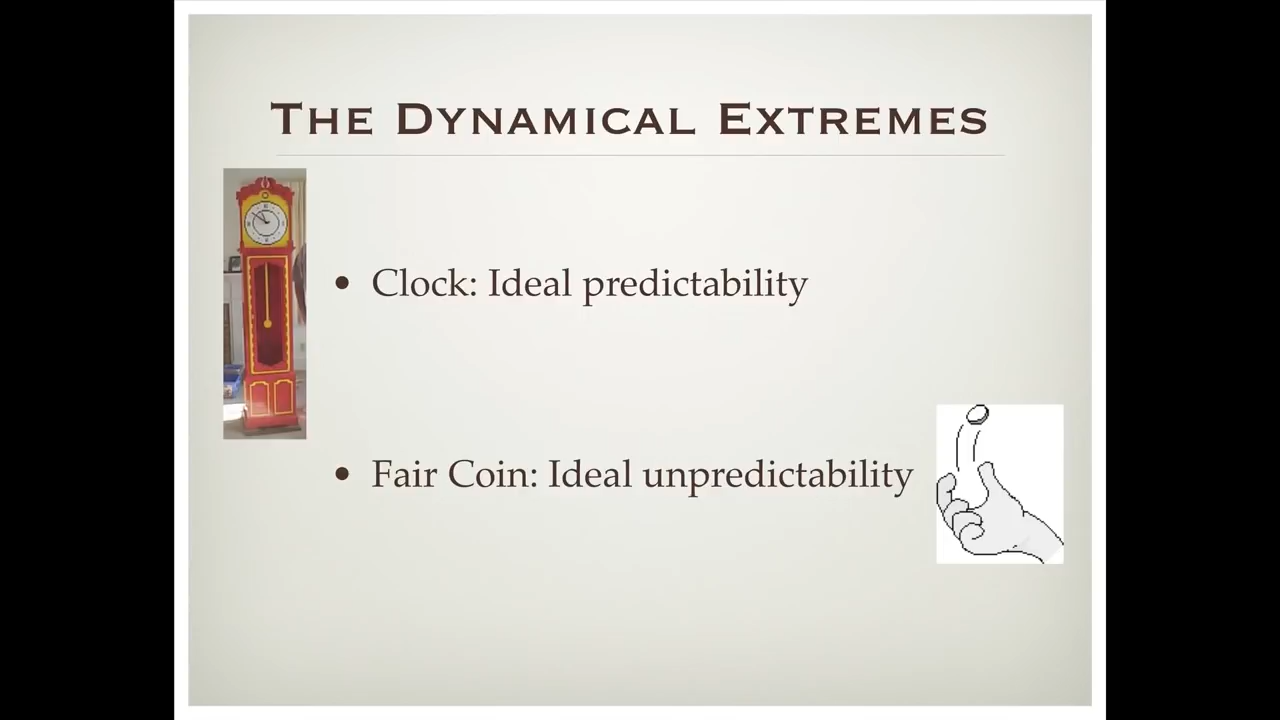 The Dynamical Extremes
• Clock: Ideal predictability
• Fair Coin: Ideal unpredictability